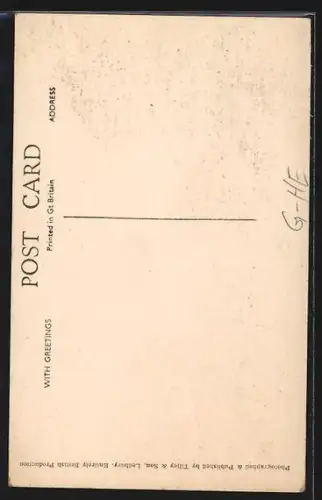 POST CARD
WITH GREETINGS
Printed in Gt Britain
ADDRESS
Photographed & Published by Tilley & Son, Ledbury. Entirely British Production
G-HE